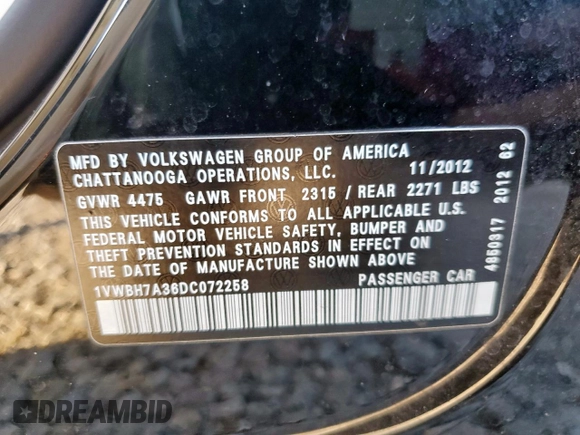 MFD BY VOLKSWAGEN GROUP OF AMERICA
CHATTANOOGA OPERATIONS, LLC. 11/2012
GVWR 4475 GAWR FRONT 2315 / REAR 2271 LBS
THIS VEHICLE CONFORMS TO ALL APPLICABLE U.S.
FEDERAL MOTOR VEHICLE SAFETY, BUMPER AND
THEFT PREVENTION STANDARDS IN EFFECT ON
THE DATE OF MANUFACTURE SHOWN ABOVE
1VWBH7A36DC072258 PASSENGER CAR
4950317 2012 62
DREAMBID